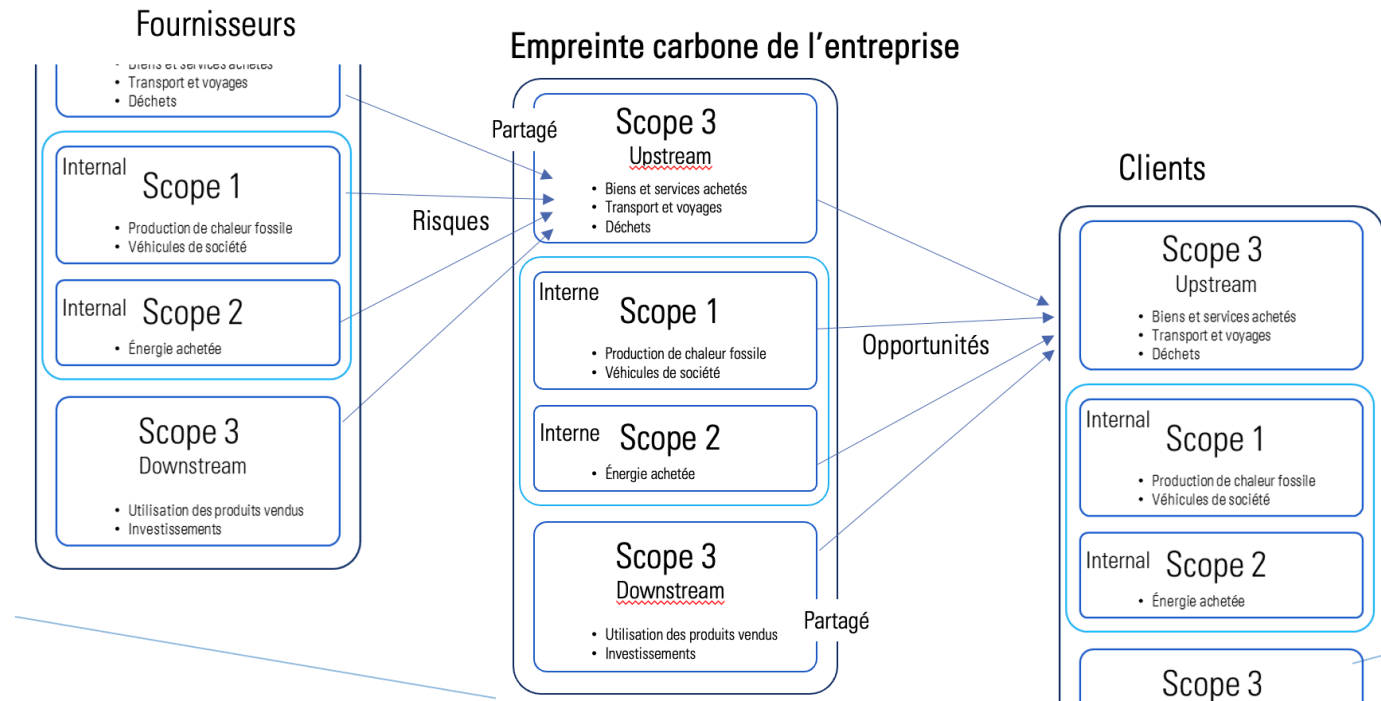 Fournisseurs
Biens et services achetés
• Transport et voyages
• Déchets
Internal
Scope 1
• Production de chaleur fossile
• Véhicules de société
Internal
Scope 2
• Énergie achetée
Scope 3
Downstream
• Utilisation des produits vendus
• Investissements
Risques
Empreinte carbone de l’entreprise
Partagé
Scope 3
Upstream
• Biens et services achetés
• Transport et voyages
• Déchets
Interne
Scope 1
• Production de chaleur fossile
• Véhicules de société
Interne
Scope 2
• Énergie achetée
Scope 3
Downstream
• Utilisation des produits vendus
• Investissements
Partagé
Opportunités
Clients
Scope 3
Upstream
• Biens et services achetés
• Transport et voyages
• Déchets
Internal
Scope 1
• Production de chaleur fossile
• Véhicules de société
Internal
Scope 2
• Énergie achetée
Scope 3